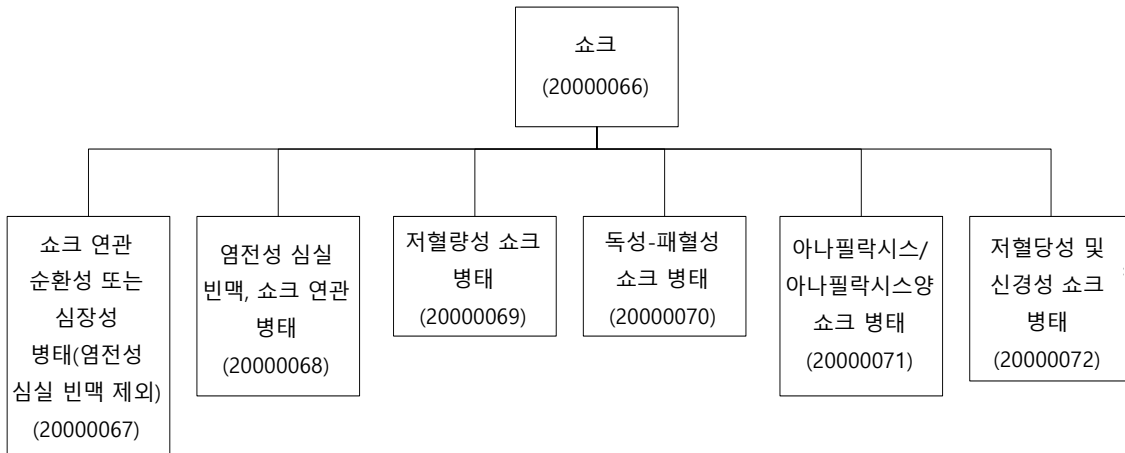 쇼크
(20000066)
쇼크 연관
순환성 또는
심장성
병태(염전성
심실 빈맥 제외)
(20000067)
염전성 심실
빈맥, 쇼크 연관
병태
(20000068)
저혈량성 쇼크
병태
(20000069)
독성-패혈성
쇼크 병태
(20000070)
아나필락시스/
아나필락시스양
쇼크 병태
(20000071)
저혈당성 및
신경성 쇼크
병태
(20000072)